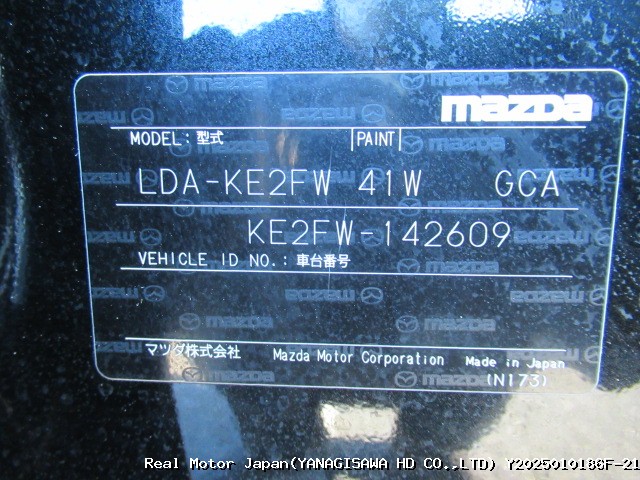 mazda
MODEL: 型式 PAINT
LDA-KE2FW 41W GCA
KE2FW-142609
VEHICLE ID NO.: 車台番号
マツダ株式会社 Mazda Motor Corporation Made in Japan
(N173)
Real Motor Japan(YANAGISAWA HD CO.,LTD) Y2025010186F-21